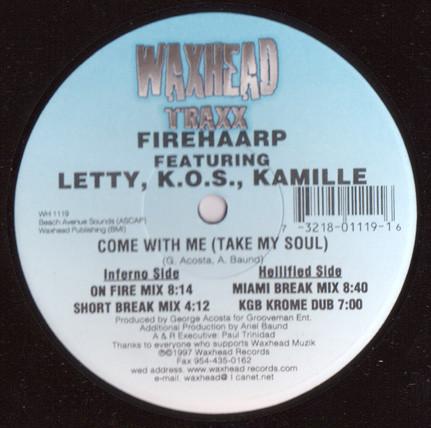 WAXHEAD
TRAXX
FIREHAARP
FEATURING
LETTY, K.O.S., KAMILLE
WH 1119
Beach Avenue Sounds (ASCAP)
Waxhead Publishing (BMI)
7 -3218-01119-16
COME WITH ME (TAKE MY SOUL)
(G. Acosta, A. Baund)
Inferno Side
ON FIRE MIX 8:14
SHORT BREAK MIX 4:12
Hellified Side
MIAMI BREAK MIX 8:40
KGB KROME DUB 7:00
Produced by George Acosta for Grooveman Ent.
Additional Production by Ariel Baund
A & R Executive: Paul Trinidad
Thanks to everyone who supports Waxhead Muzik
℗©1997 Waxhead Records
Fax 954-435-0162
wed address. www.waxhead records.com
e-mail. waxhead@ l canet.net